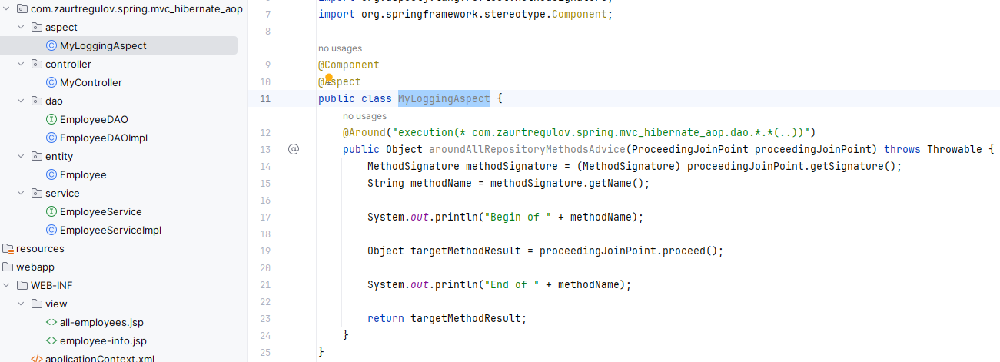 com.zaurtregulov.spring.mvc_hibernate_aop
aspect
MyLoggingAspect
controller
MyController
dao
EmployeeDAO
EmployeeDAOImpl
entity
Employee
service
EmployeeService
EmployeeServiceImpl
resources
webapp
WEB-INF
view
all-employees.jsp
employee-info.jsp
applicationContext.xml
7 import org.springframework.stereotype.Component;
8
no usages
9 @Component
10 @Aspect
11 public class MyLoggingAspect {
no usages
12 @Around("execution(* com.zaurtregulov.spring.mvc_hibernate_aop.dao.*.*(..))")
13 public Object aroundAllRepositoryMethodsAdvice(ProceedingJoinPoint proceedingJoinPoint) throws Throwable {
14 MethodSignature methodSignature = (MethodSignature) proceedingJoinPoint.getSignature();
15 String methodName = methodSignature.getName();
16
17 System.out.println("Begin of " + methodName);
18
19 Object targetMethodResult = proceedingJoinPoint.proceed();
20
21 System.out.println("End of " + methodName);
22
23 return targetMethodResult;
24 }
25 }